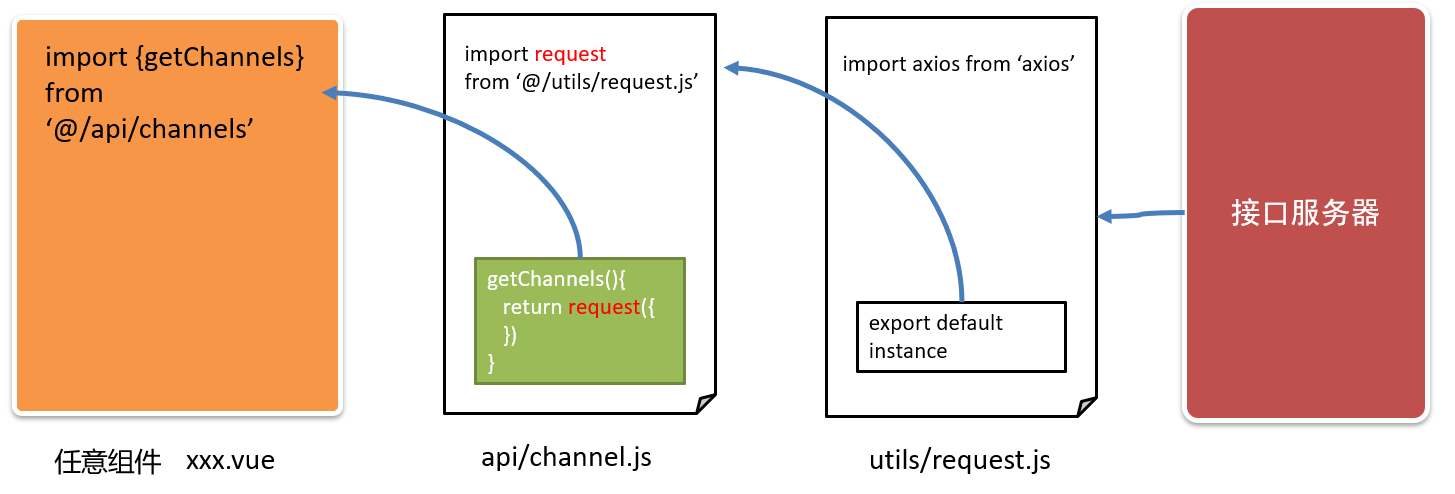 import {getChannels}
from
‘@/api/channels’
任意组件 xxx.vue
import request
from ‘@/utils/request.js’
getChannels(){
return request({
})
}
api/channel.js
import axios from ‘axios’
export default
instance
utils/request.js
接口服务器